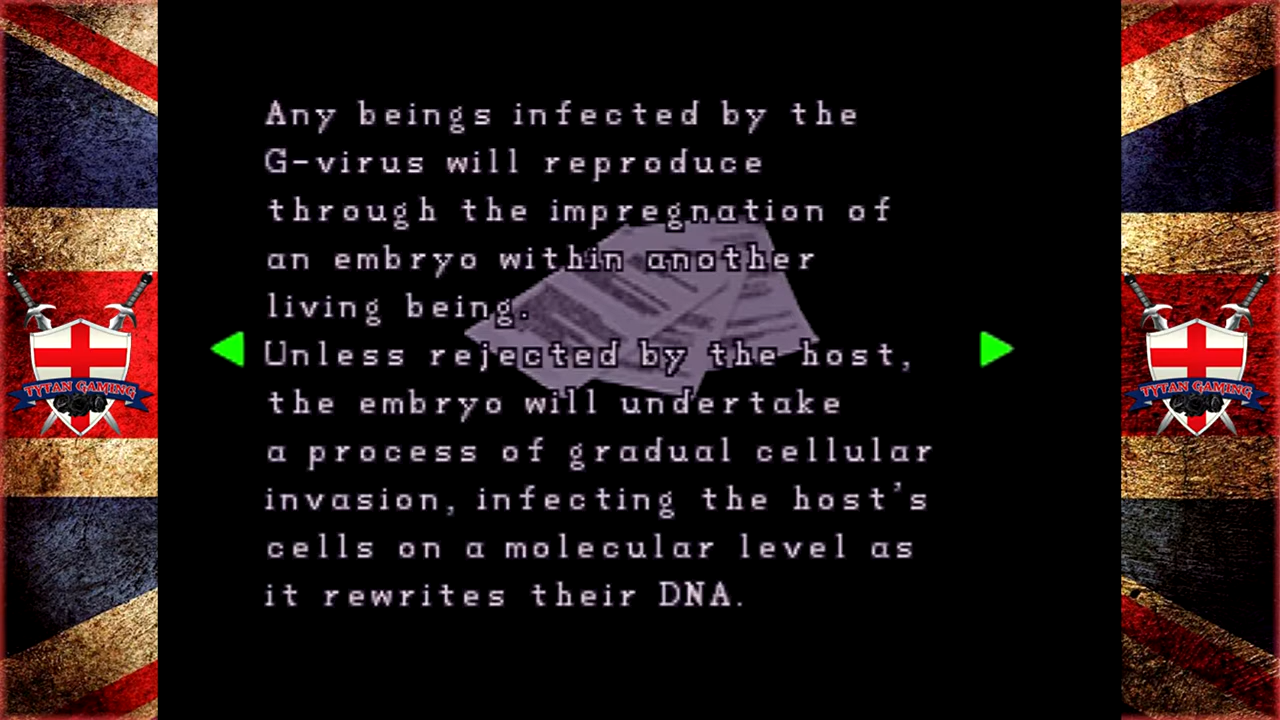 Any beings infected by the
G-virus will reproduce
through the impregnation of
an embryo within another
living being.
Unless rejected by the host,
the embryo will undertake
a process of gradual cellular
invasion, infecting the host's
cells on a molecular level as
it rewrites their DNA.
TYTAN GAMING
TYTAN GAMING